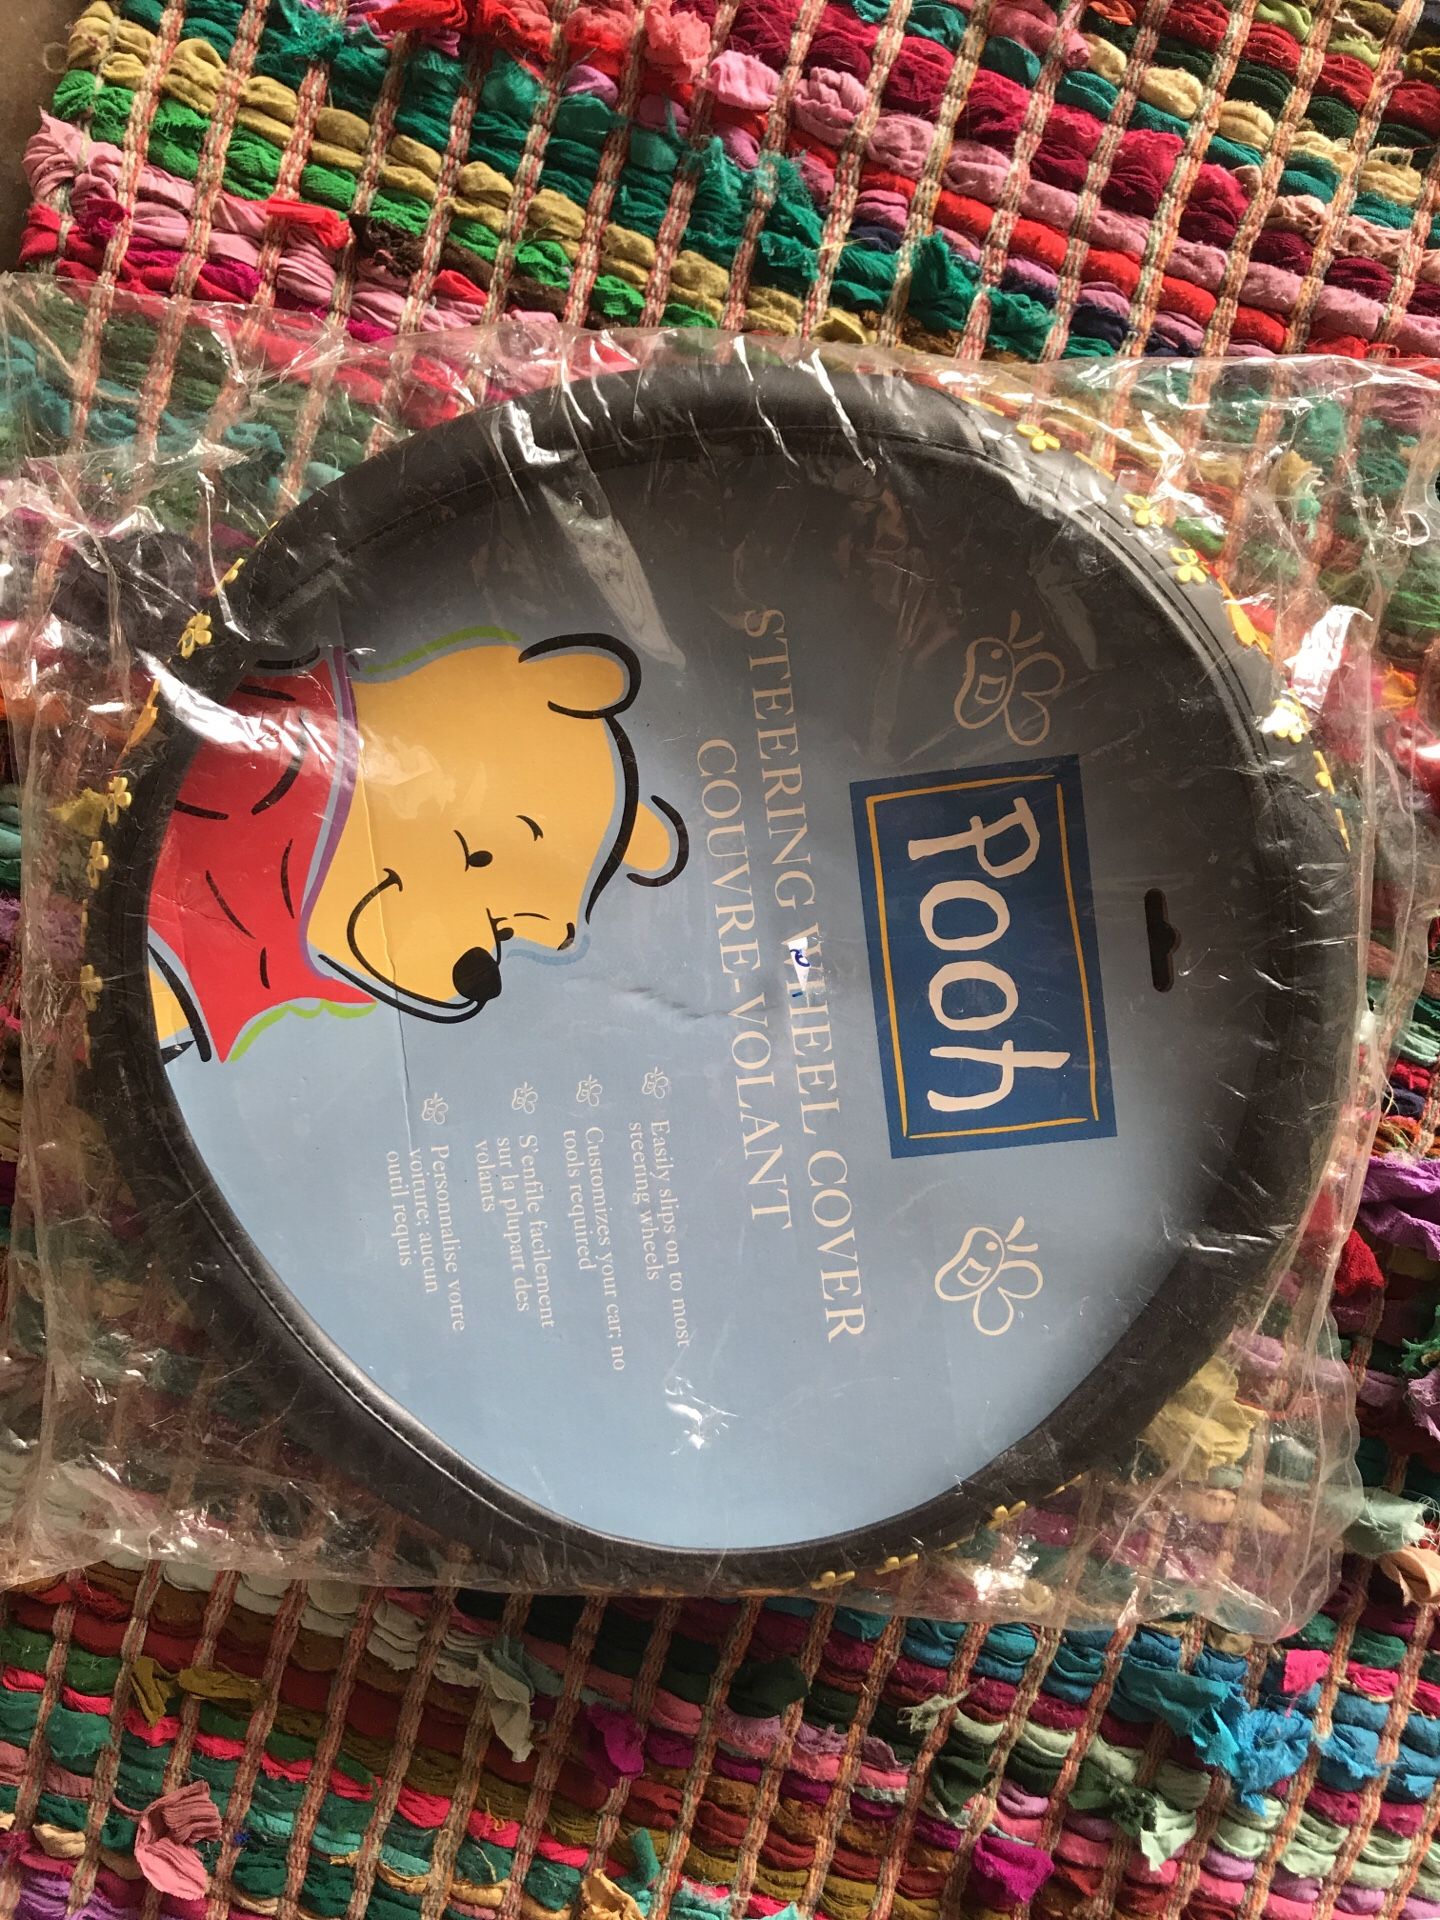 Pooh
STEERING WHEEL COVER
COUVRE-VOLANT
Easily slips on to most
steering wheels
Customizes your car; no
tools required
S'enfile facilement
sur la plupart des
volants
Personnalise votre
voiture; aucun
outil requis